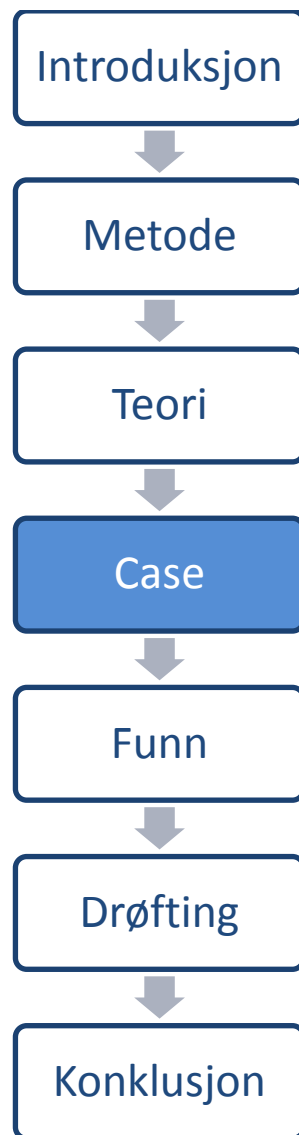 Introduksjon
Metode
Teori
Case
Funn
Drøfting
Konklusjon